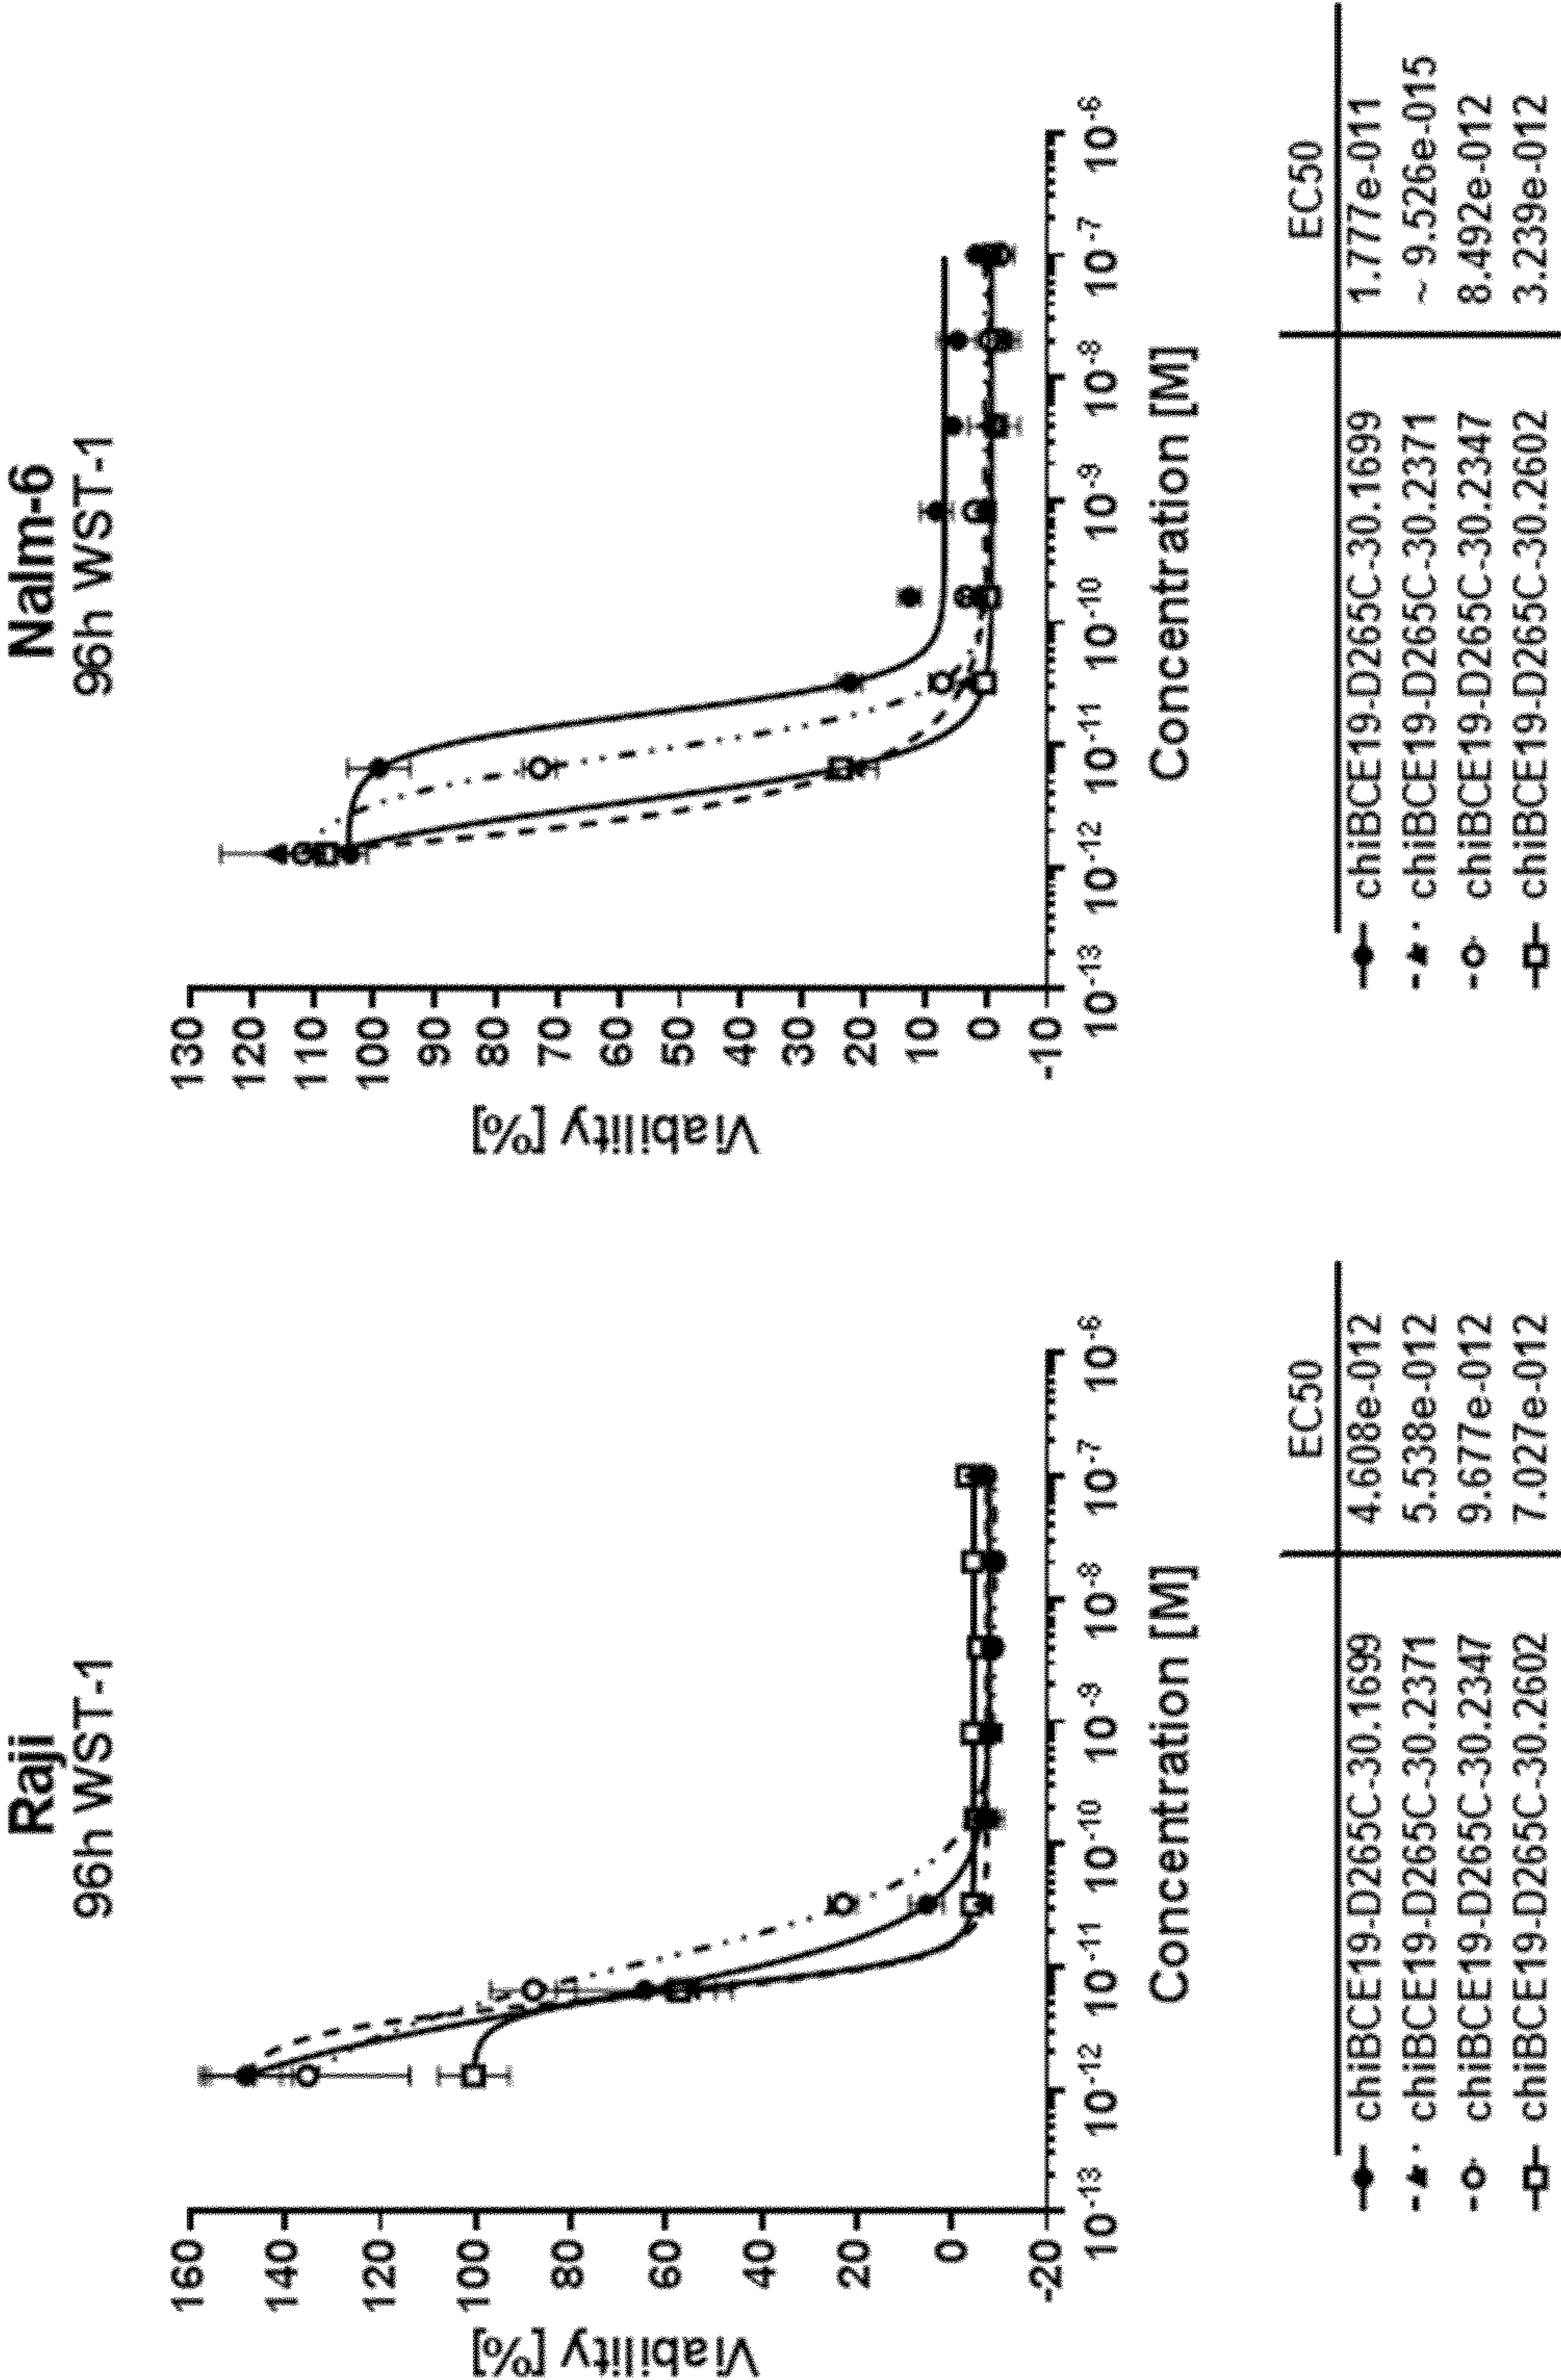 Raji
96h WST-1
Viability [%]
160
140
120
100
80
60
40
20
0
-20
10-13 10-12 10-11 10-10 10-9 10-8 10-7 10-6
Concentration [M]
EC50
chiBCE19-D265C-30.1699 4.608e-012
chiBCE19-D265C-30.2371 5.538e-012
chiBCE19-D265C-30.2347 9.677e-012
chiBCE19-D265C-30.2602 7.027e-012
Nalm-6
96h WST-1
Viability [%]
130
120
110
100
90
80
70
60
50
40
30
20
10
0
-10
10-13 10-12 10-11 10-10 10-9 10-8 10-7 10-6
Concentration [M]
EC50
chiBCE19-D265C-30.1699 1.777e-011
chiBCE19-D265C-30.2371 ~ 9.526e-015
chiBCE19-D265C-30.2347 8.492e-012
chiBCE19-D265C-30.2602 3.239e-012